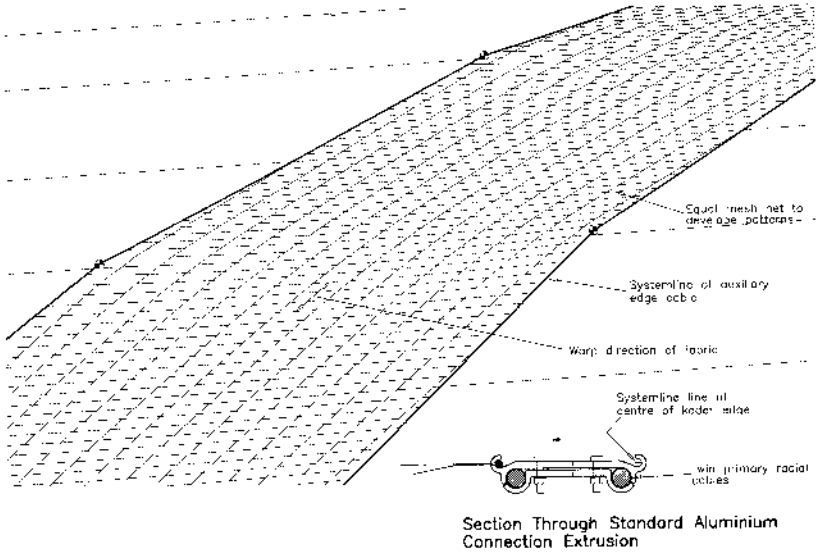 Equal mesh net to
develope patterns
Systemline of auxiliary
edge cable
Warp direction of fabric
Systemline line at
centre of keder edge
Twin primary radial
cables
Section Through Standard Aluminium
Connection Extrusion